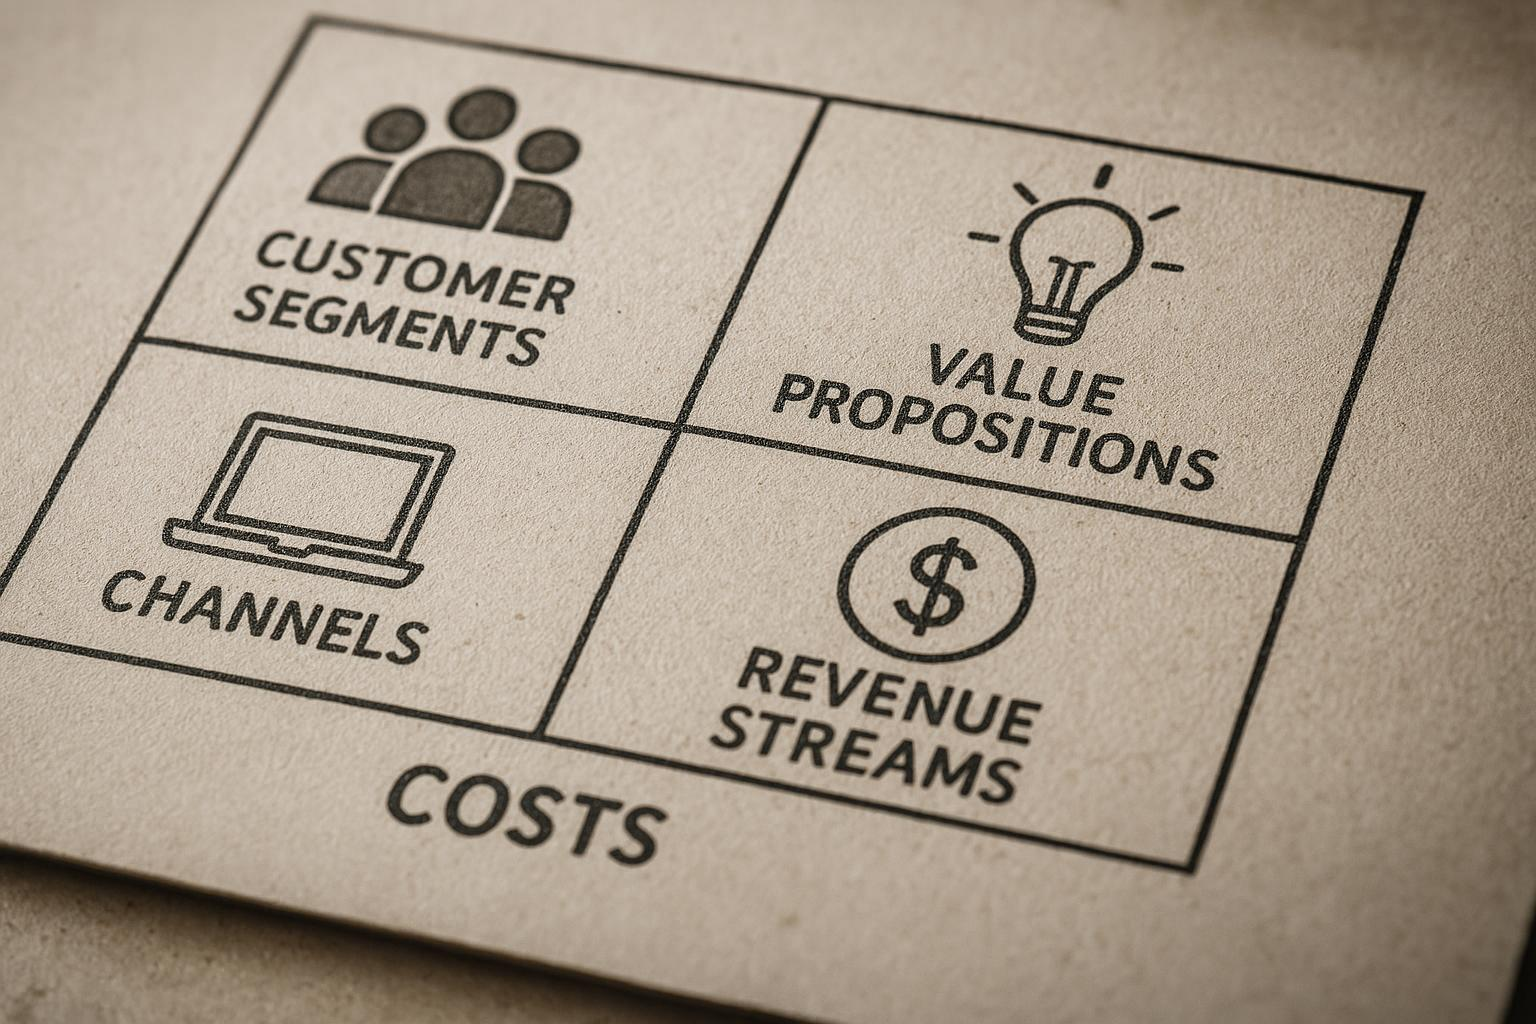 CUSTOMER
SEGMENTS
VALUE
PROPOSITIONS
CHANNELS
$
REVENUE
STREAMS
COSTS